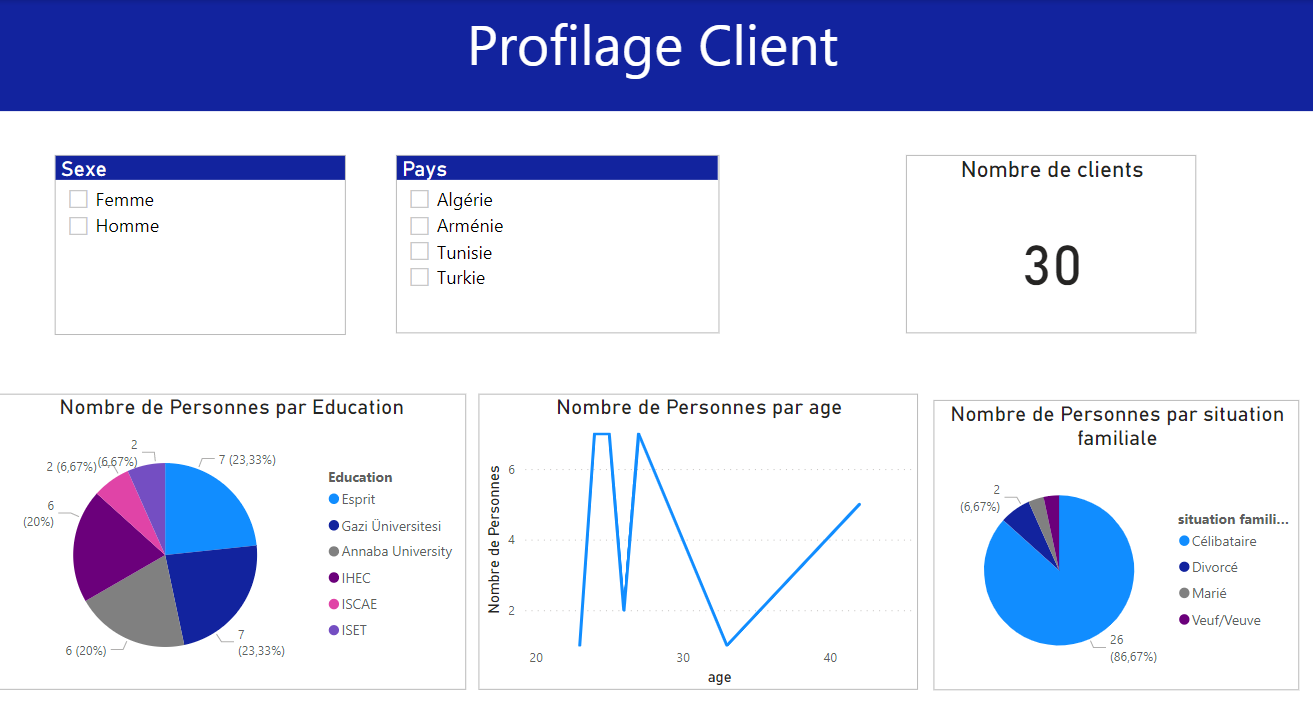 Profilage Client
Sexe
Femme
Homme
Pays
Algérie
Arménie
Tunisie
Turkie
Nombre de clients
30
Nombre de Personnes par Education
2
(6,67%)
2 (6,67%)
7 (23,33%)
6
(20%)
6 (20%)
7
(23,33%)
Education
Esprit
Gazi Üniversitesi
Annaba University
IHEC
ISCAE
ISET
Nombre de Personnes par age
Nombre de Personnes
6
4
2
20
30
40
age
Nombre de Personnes par situation
familiale
2
(6,67%)
26
(86,67%)
situation famili...
Célibataire
Divorcé
Marié
Veuf/Veuve